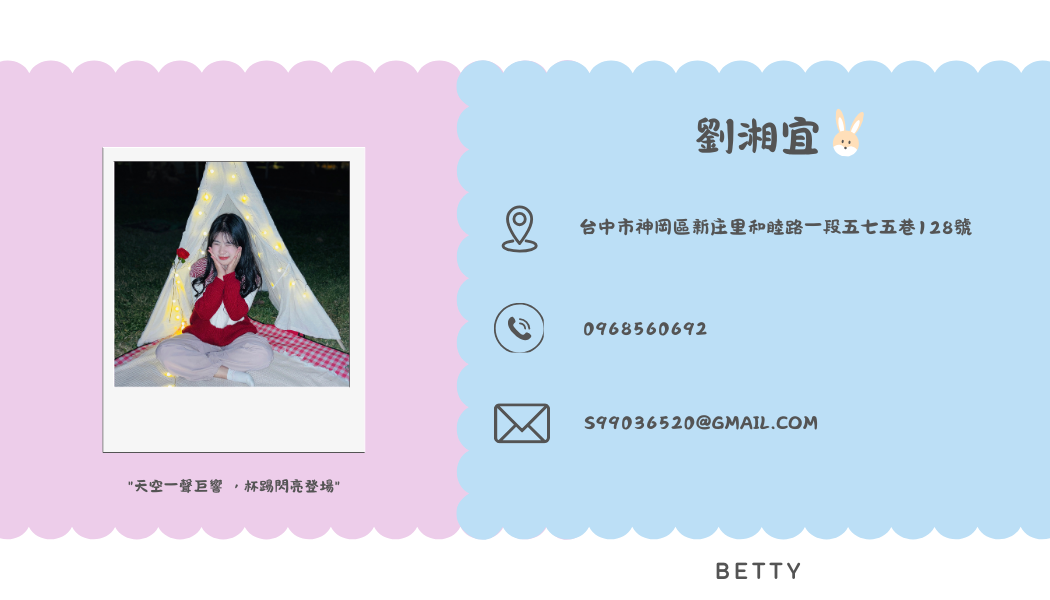 劉湘宜
台中市神岡區新庄里和睦路一段五七五巷128號
0968560692
S99036520@GMAIL.COM
"天空一聲巨響 ，杯踢閃亮登場"
BETTY